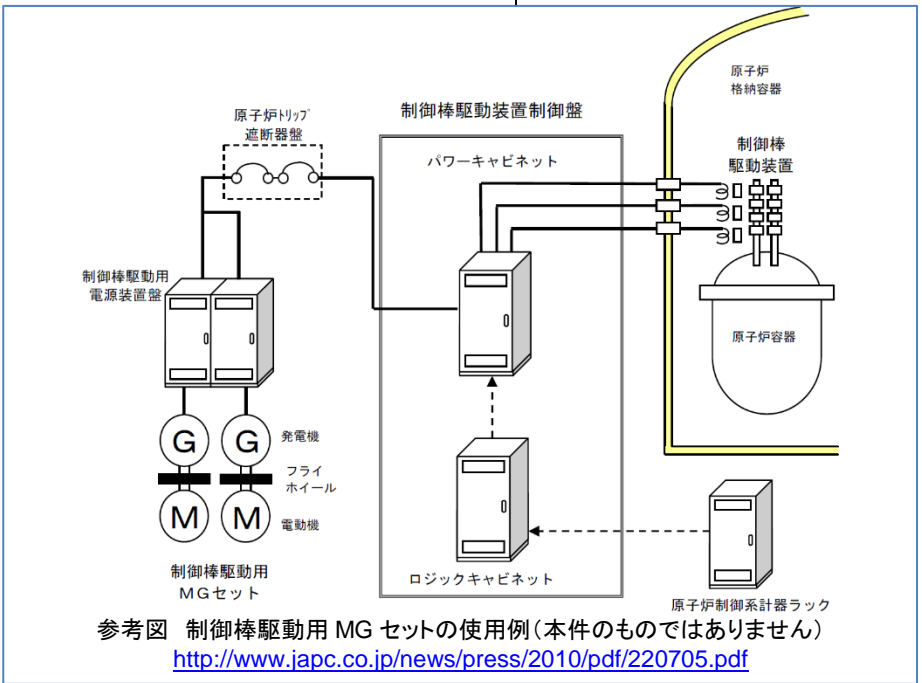 原子炉
格納容器
原子炉トリップ
遮断器盤
制御棒駆動装置制御盤
パワーキャビネット
制御棒
駆動装置
制御棒駆動用
電源装置盤
原子炉容器
G
G
発電機
フライ
ホイール
M
M
電動機
制御棒駆動用
MGセット
ロジックキャビネット
原子炉制御系計器ラック
参考図 制御棒駆動用 MG セットの使用例(本件のものではありません)
http://www.japc.co.jp/news/press/2010/pdf/220705.pdf